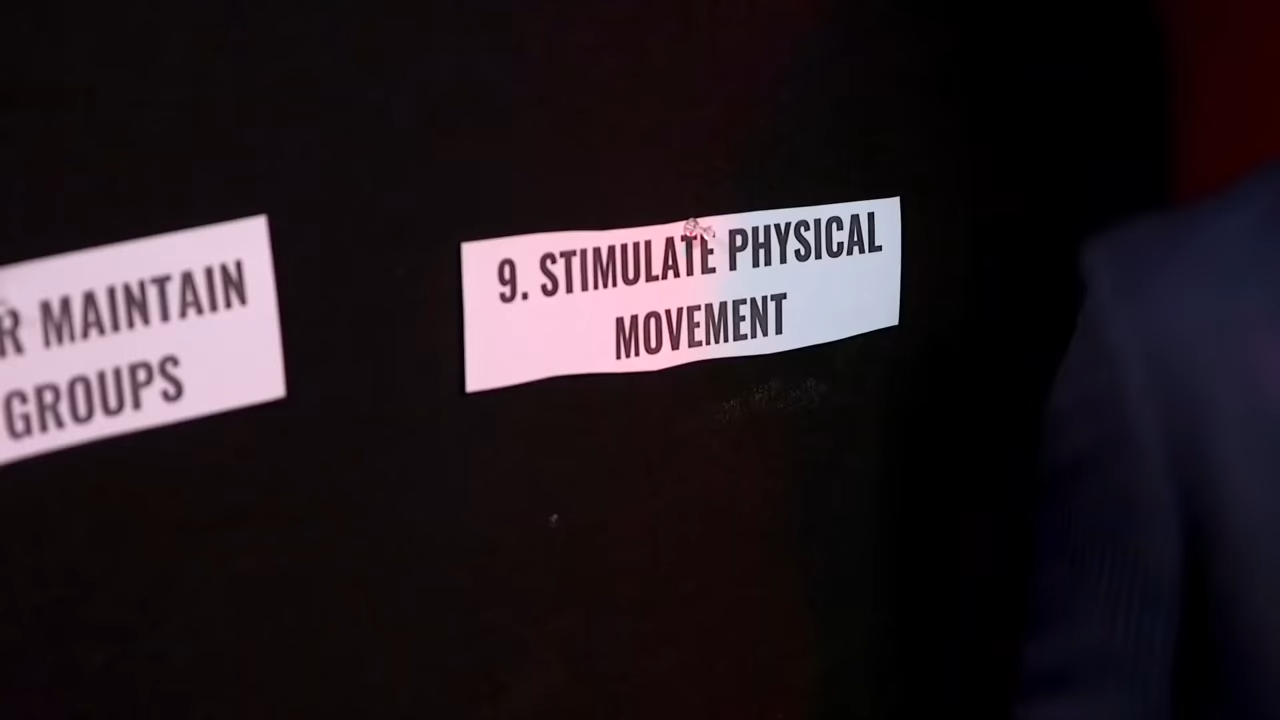 MAINTAIN
GROUPS
9. STIMULATE PHYSICAL
MOVEMENT